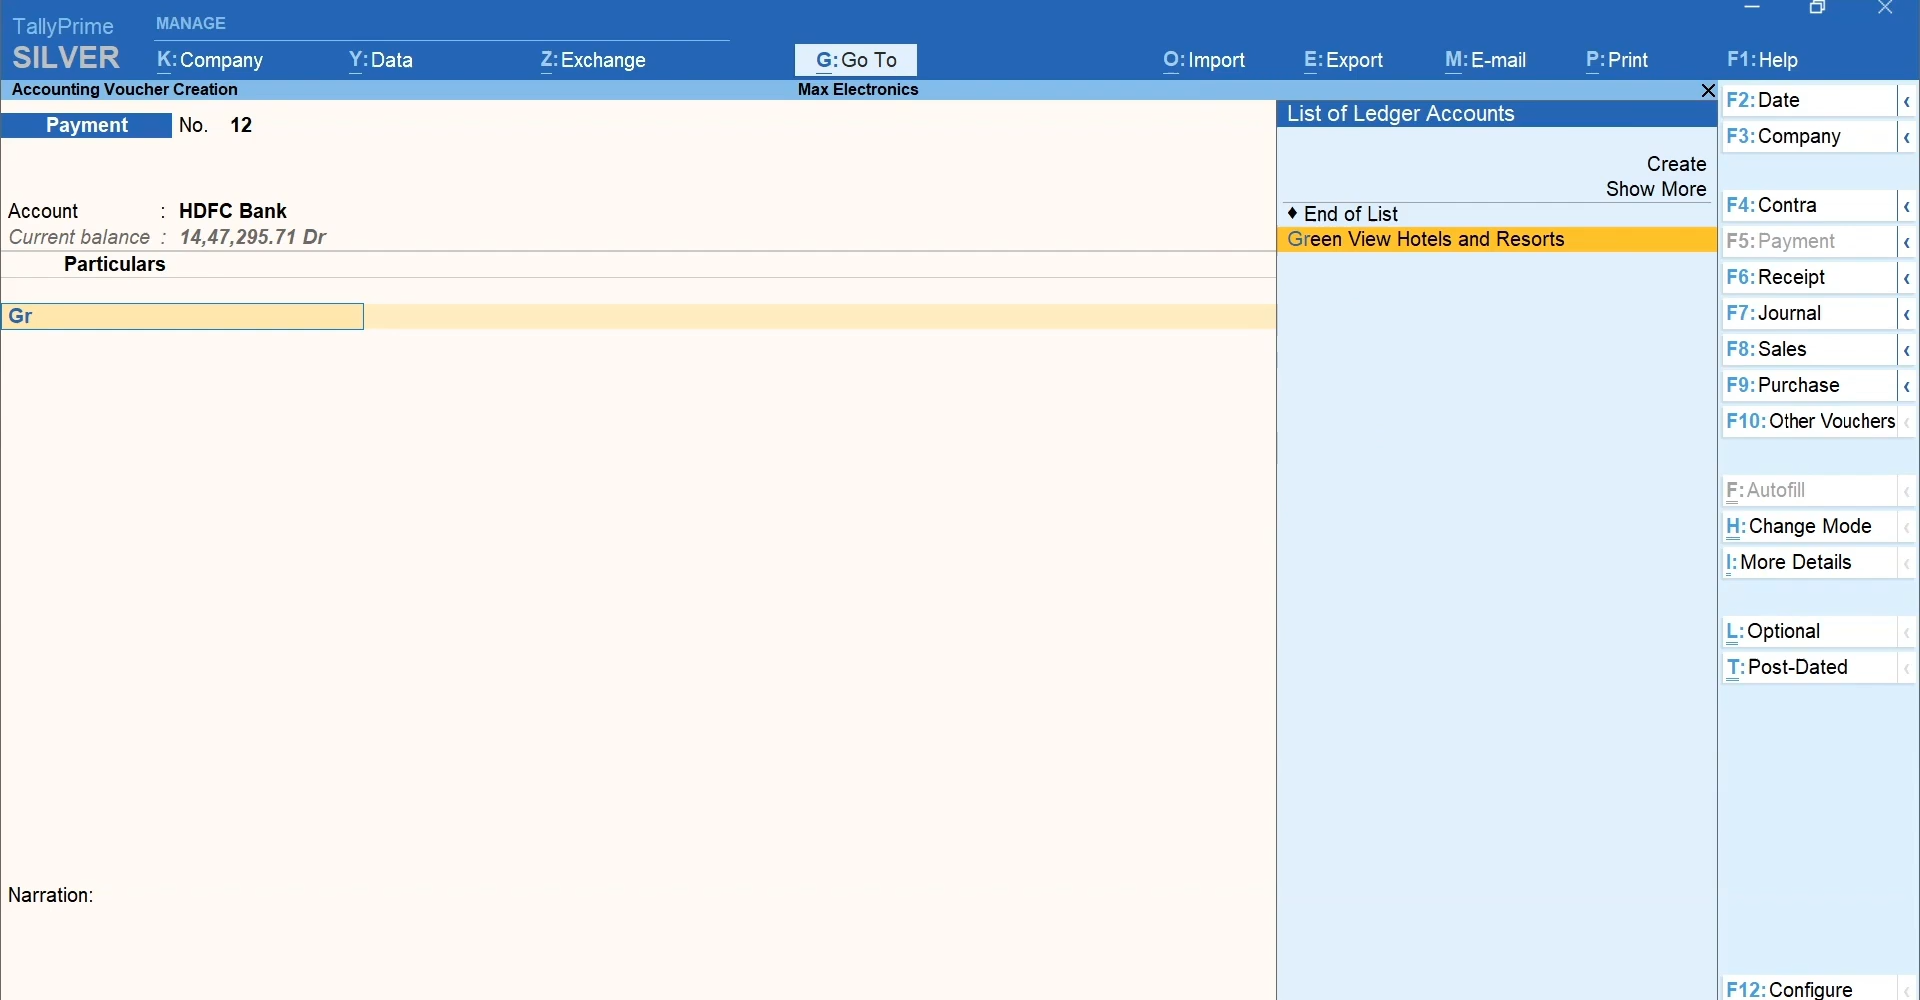 TallyPrime
SILVER
MANAGE
K: Company
Y: Data
Z: Exchange
G: Go To
O: Import
E: Export
M: E-mail
P: Print
F1: Help
Accounting Voucher Creation
Max Electronics
Payment No. 12
Account : HDFC Bank
Current balance : 14,47,295.71 Dr
Particulars
Gr
Narration:
List of Ledger Accounts
Create
Show More
♦ End of List
Green View Hotels and Resorts
F2: Date
F3: Company
F4: Contra
F5: Payment
F6: Receipt
F7: Journal
F8: Sales
F9: Purchase
F10: Other Vouchers
F: Autofill
H: Change Mode
I: More Details
L: Optional
T: Post-Dated
F12: Configure